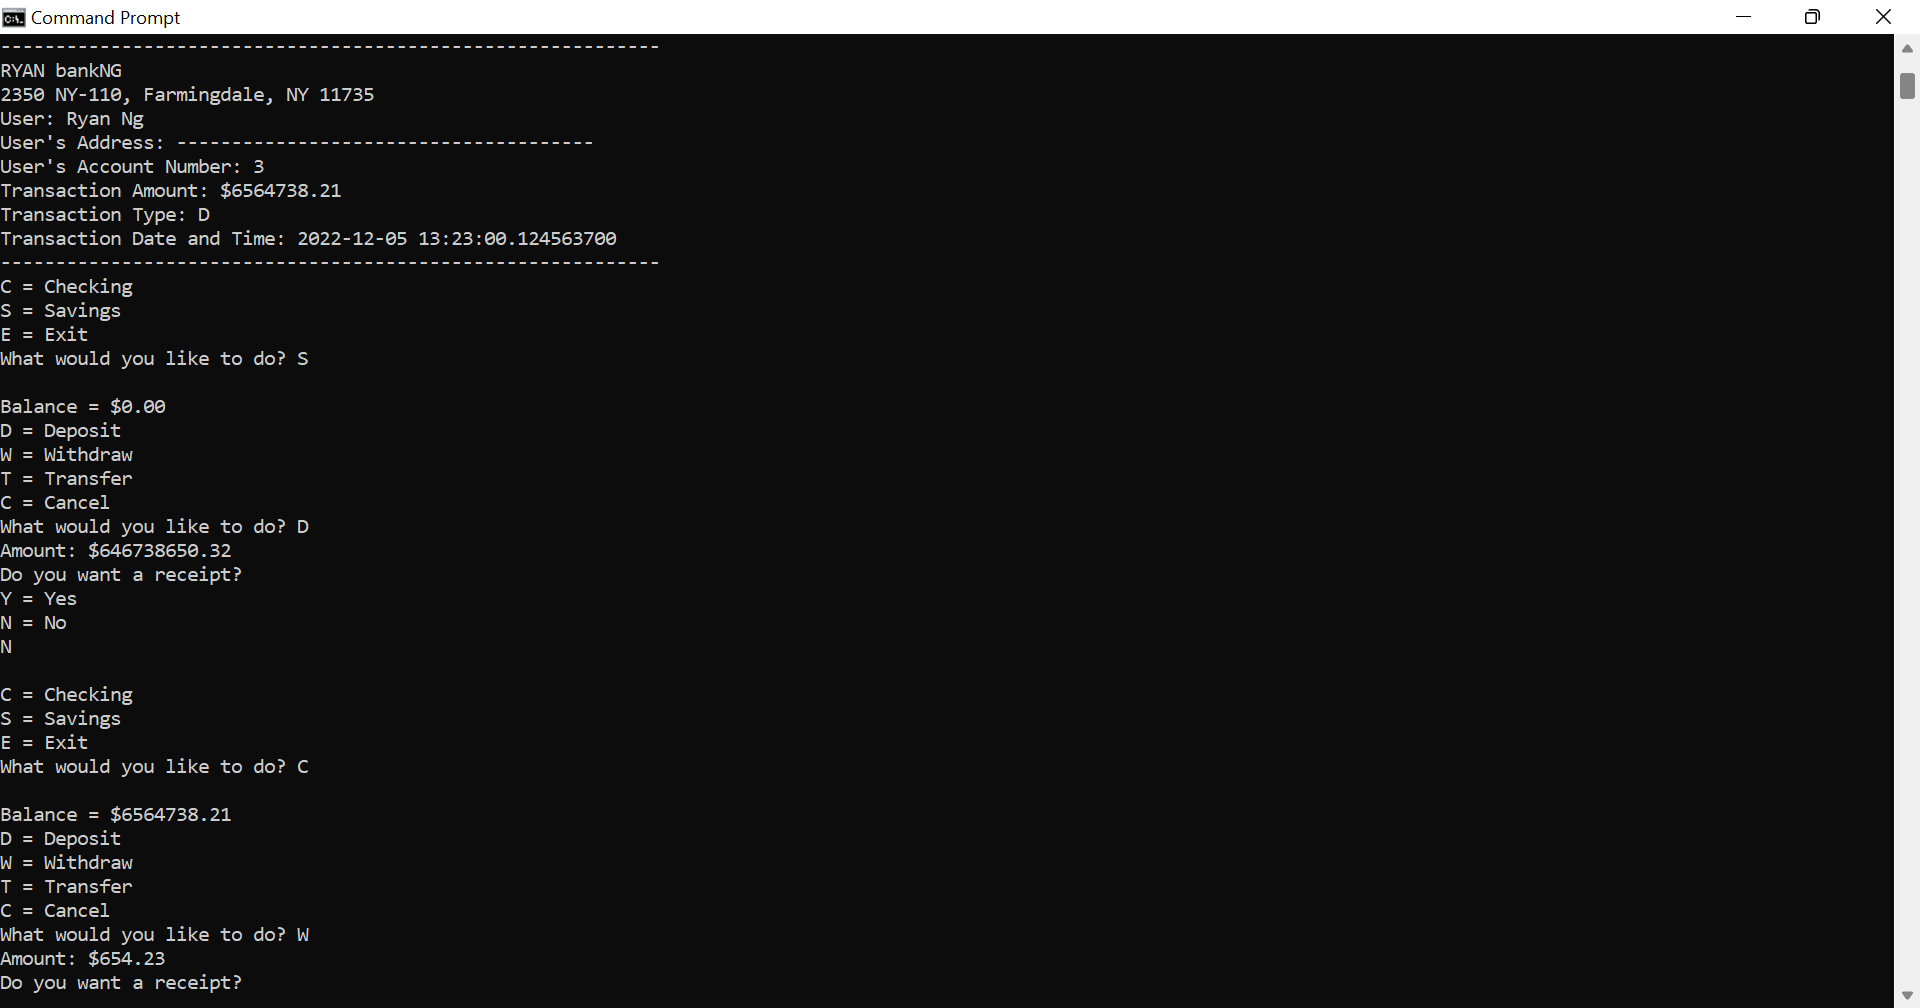 Command Prompt
------------------------------------------------------------
RYAN bankNG
2350 NY-110, Farmingdale, NY 11735
User: Ryan Ng
User's Address: --------------------------------------
User's Account Number: 3
Transaction Amount: $6564738.21
Transaction Type: D
Transaction Date and Time: 2022-12-05 13:23:00.124563700
------------------------------------------------------------
C = Checking
S = Savings
E = Exit
What would you like to do? S
Balance = $0.00
D = Deposit
W = Withdraw
T = Transfer
C = Cancel
What would you like to do? D
Amount: $646738650.32
Do you want a receipt?
Y = Yes
N = No
N
C = Checking
S = Savings
E = Exit
What would you like to do? C
Balance = $6564738.21
D = Deposit
W = Withdraw
T = Transfer
C = Cancel
What would you like to do? W
Amount: $654.23
Do you want a receipt?